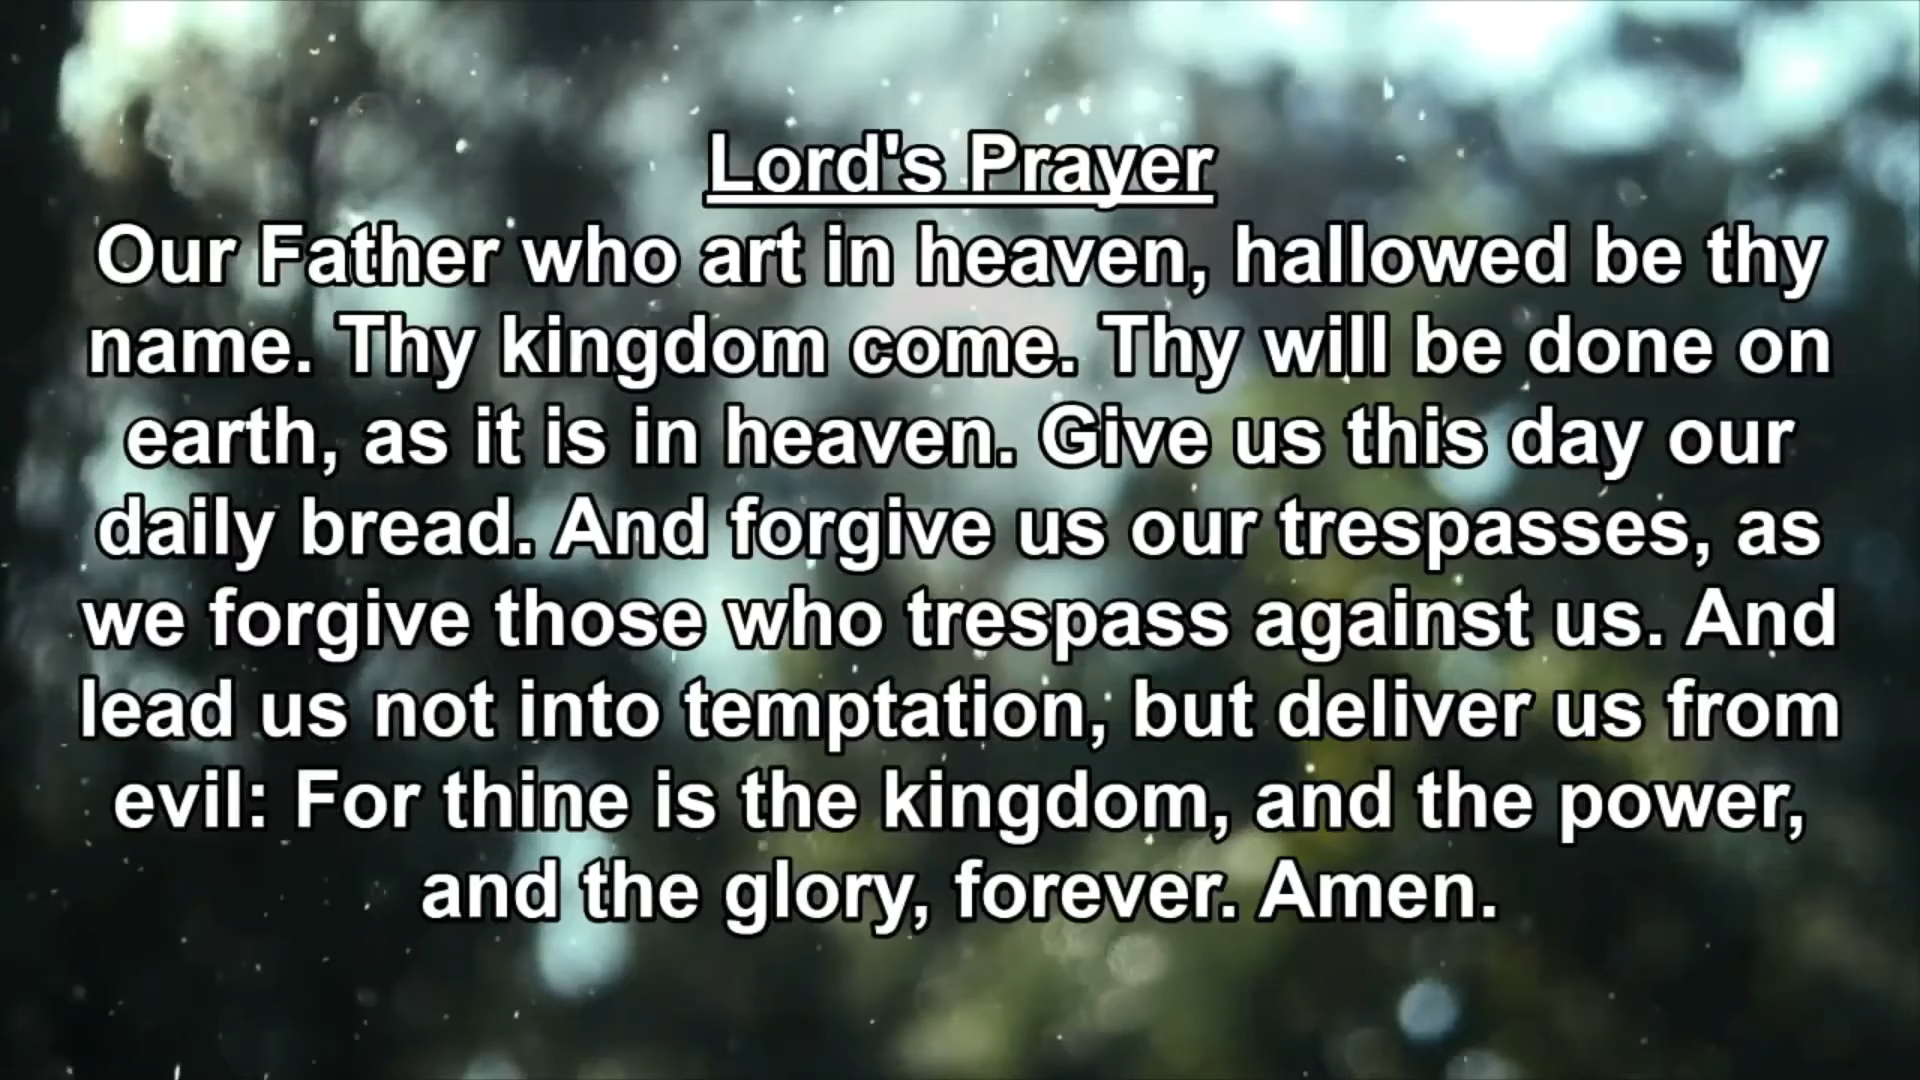 Lord's Prayer
Our Father who art in heaven, hallowed be thy
name. Thy kingdom come. Thy will be done on
earth, as it is in heaven. Give us this day our
daily bread. And forgive us our trespasses, as
we forgive those who trespass against us. And
lead us not into temptation, but deliver us from
evil: For thine is the kingdom, and the power,
and the glory, forever. Amen.